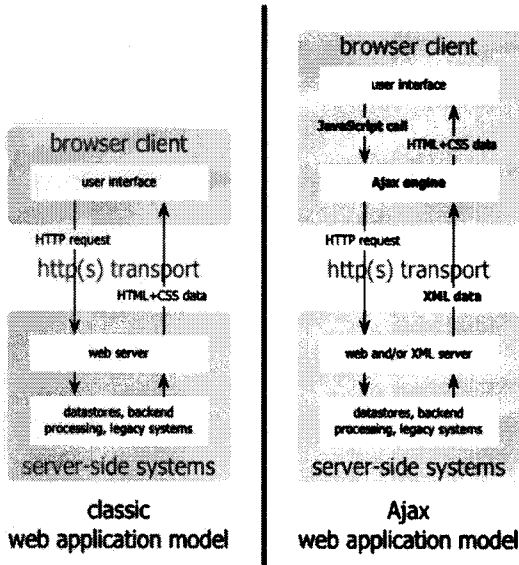 browser client
user interface
HTTP request
http(s) transport
HTML+CSS data
web server
datastores, backend
processing, legacy systems
server-side systems
classic
web application model
browser client
user interface
JavaScript call
HTML+CSS data
Ajax engine
HTTP request
http(s) transport
XML data
web and/or XML server
datastores, backend
processing, legacy systems
server-side systems
Ajax
web application model